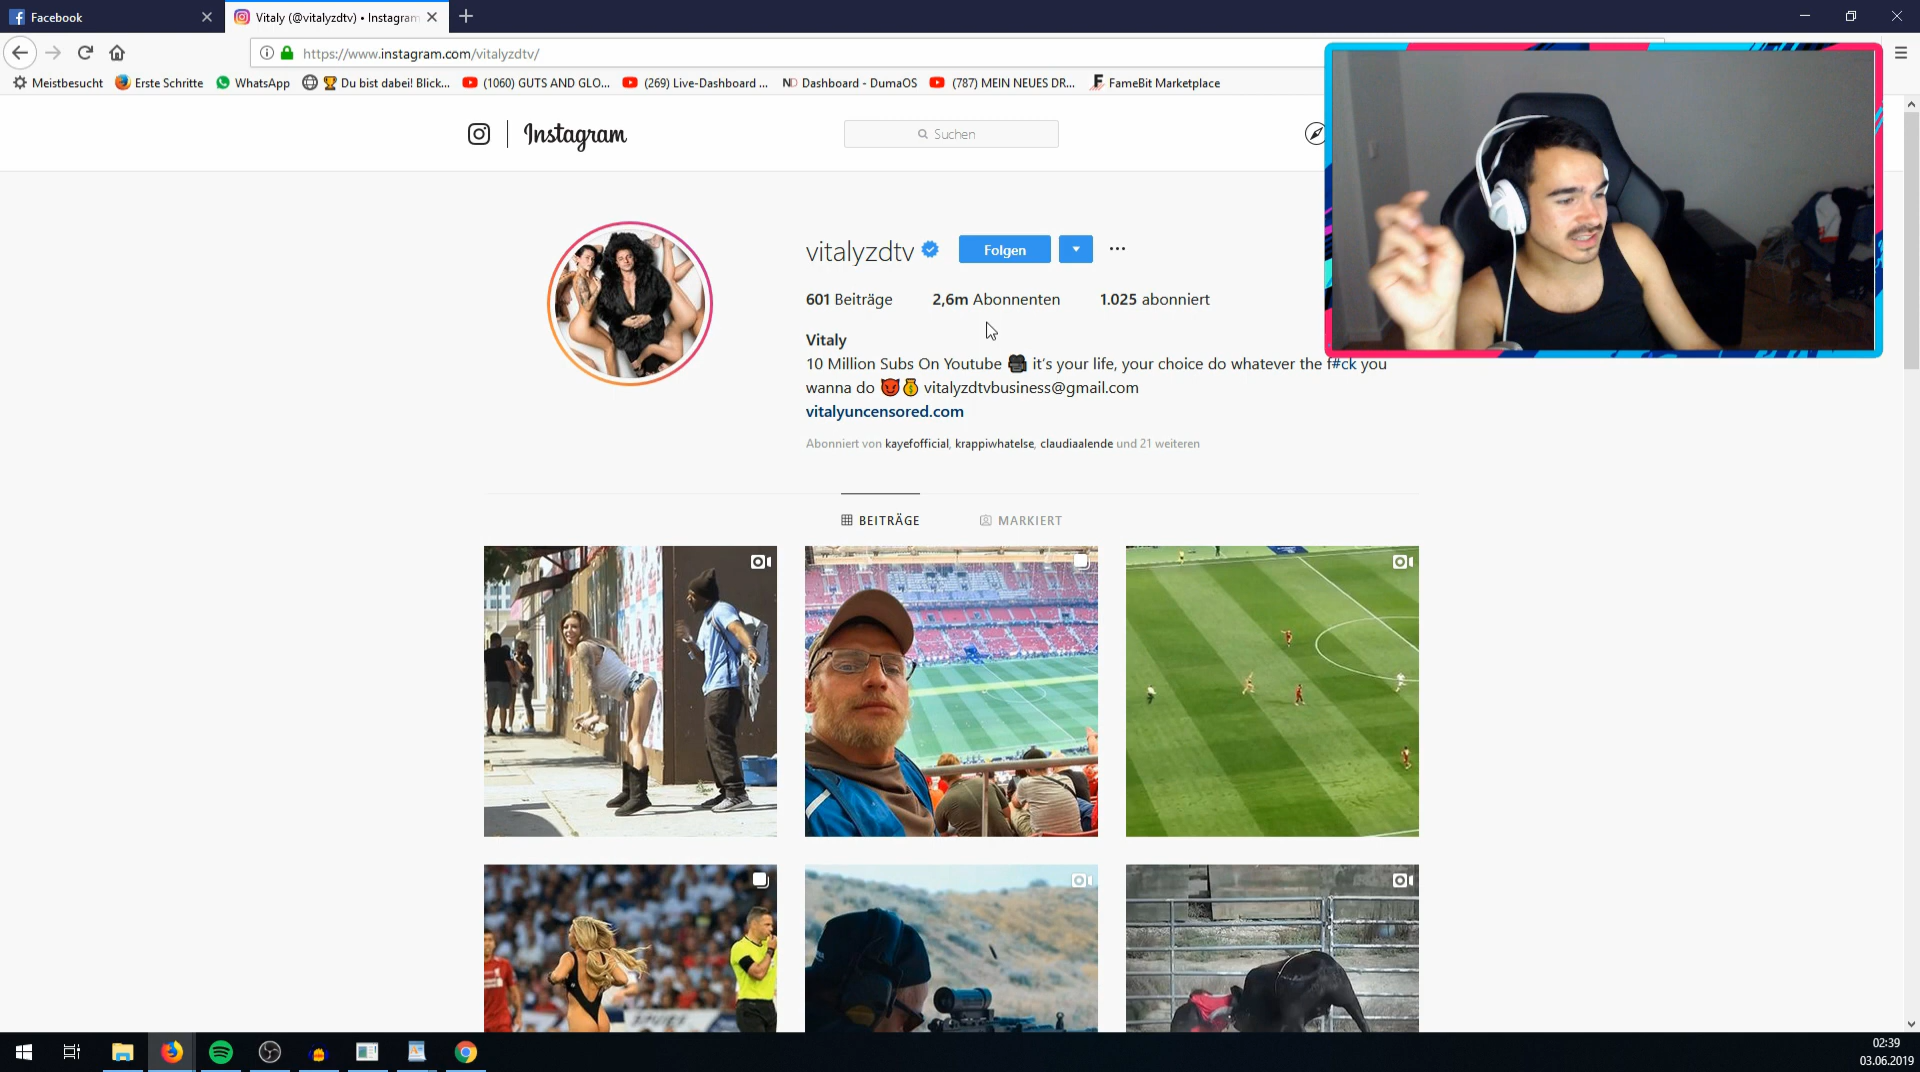 Facebook
Vitaly (@vitalyzdtv) • Instagram
https://www.instagram.com/vitalyzdtv/
Meistbesucht
Erste Schritte
WhatsApp
Du bist dabei! Blick...
(1060) GUTS AND GLO...
(269) Live-Dashboard ...
ND Dashboard - DumaOS
(787) MEIN NEUES DR...
FameBit Marketplace
Instagram
Suchen
vitalyzdtv
Folgen
601 Beiträge
2,6m Abonnenten
1.025 abonniert
Vitaly
10 Million Subs On Youtube 🎥 it's your life, your choice do whatever the f#ck you
wanna do 😈💰 vitalyzdtvbusiness@gmail.com
vitalyuncensored.com
Abonniert von kayefofficial, krappiwhatelse, claudiaalende und 21 weiteren
BEITRÄGE
MARKIERT
02:39
03.06.2019